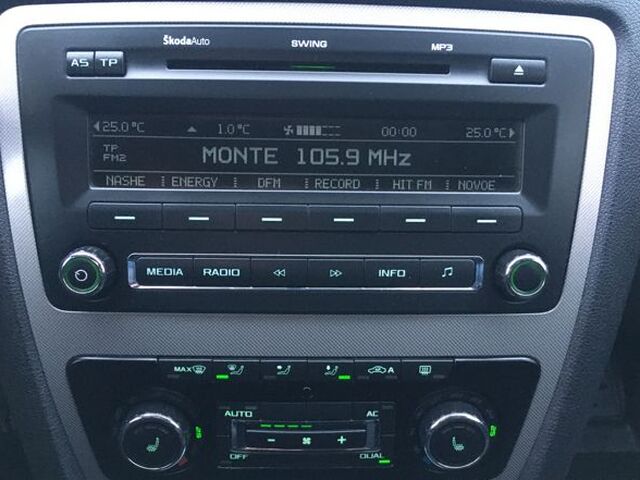 ŠkodaAuto SWING MP3
AS TP
25.0 °C 1.0 °C 00:00 25.0 °C
TP
FM2
MONTE 105.9 MHz
NASHE ENERGY DFM RECORD HIT FM NOVOE
MEDIA RADIO INFO
MAX A
AUTO AC
OFF DUAL